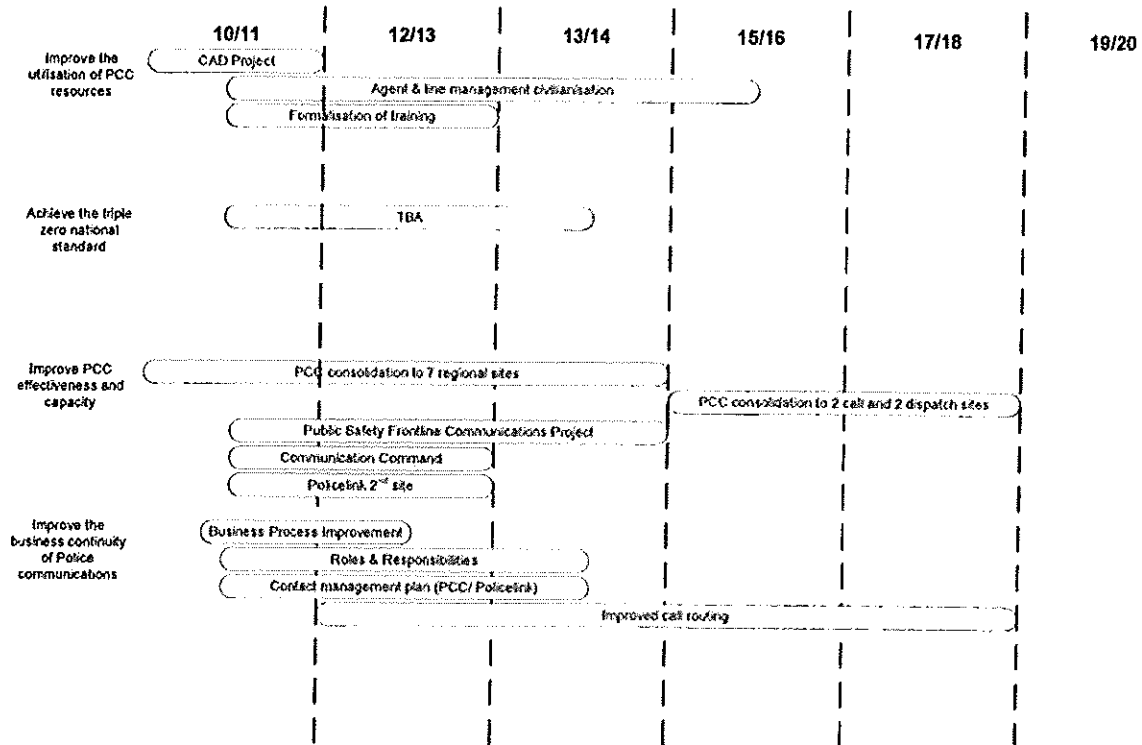 10/11
12/13
13/14
15/16
17/18
19/20
Improve the
utilisation of PCC
resources
CAD Project
Agent & line management civilianisation
Formalisation of training
Achieve the triple
zero national
standard
TBA
Improve PCC
effectiveness and
capacity
PCC consolidation to 7 regional sites
PCC consolidation to 2 call and 2 dispatch sites
Public Safety Frontline Communications Project
Communication Command
Policelink 2nd site
Improve the
business continuity
of Police
communications
Business Process Improvement
Roles & Responsibilities
Contact management plan (PCC/ Policelink)
Improved call routing